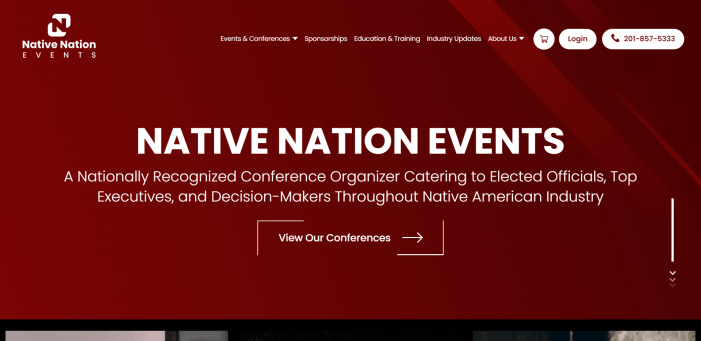 Native Nation
EVENTS
Events & Conferences
Sponsorships
Education & Training
Industry Updates
About Us
Login
201-857-5333
NATIVE NATION EVENTS
A Nationally Recognized Conference Organizer Catering to Elected Officials, Top
Executives, and Decision-Makers Throughout Native American Industry
View Our Conferences